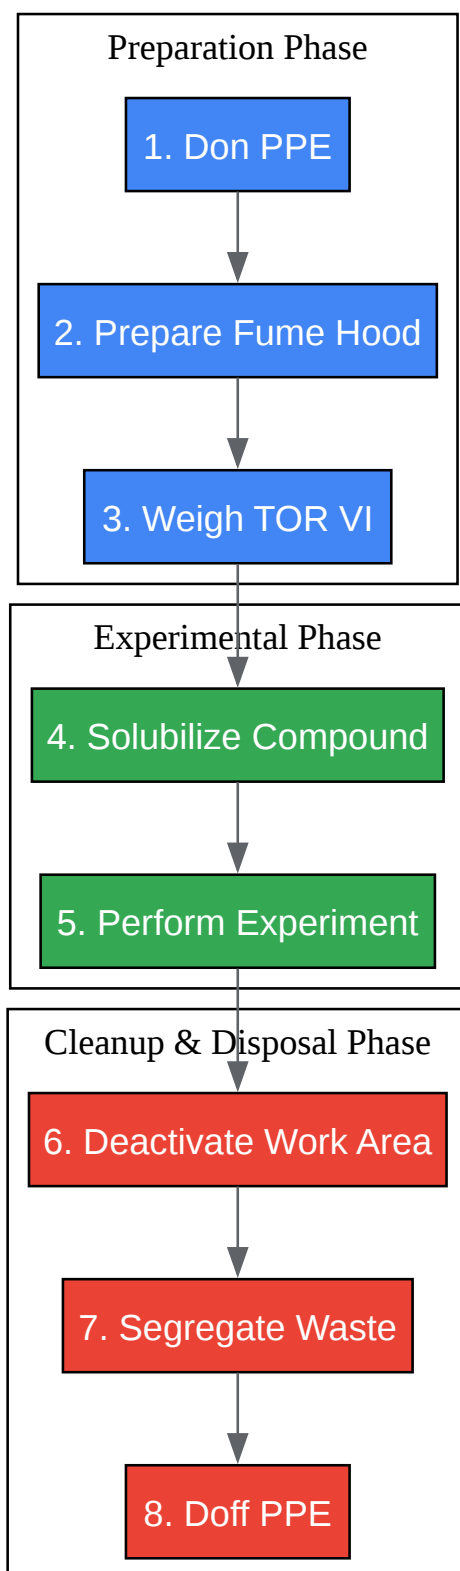 Preparation Phase
1. Don PPE
2. Prepare Fume Hood
3. Weigh TOR VI
Experimental Phase
4. Solubilize Compound
5. Perform Experiment
Cleanup & Disposal Phase
6. Deactivate Work Area
7. Segregate Waste
8. Doff PPE